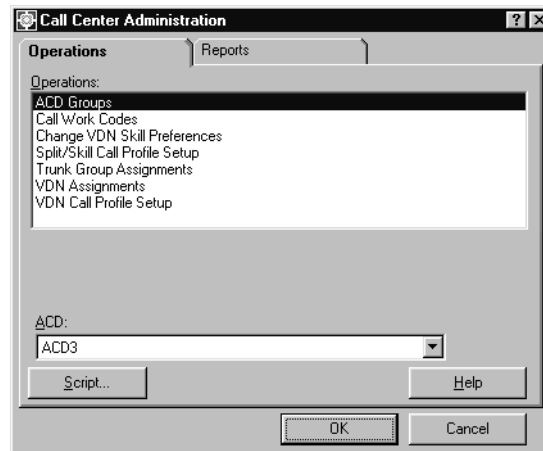 Call Center Administration
Operations
Reports
Operations:
ACD Groups
Call Work Codes
Change VDN Skill Preferences
Split/Skill Call Profile Setup
Trunk Group Assignments
VDN Assignments
VDN Call Profile Setup
ACD:
ACD3
Script...
Help
OK
Cancel